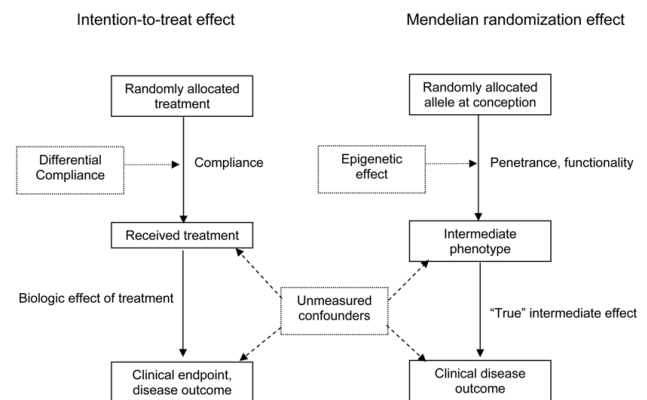 Intention-to-treat effect
Mendelian randomization effect
Randomly allocated
treatment
Randomly allocated
allele at conception
Differential
Compliance
Compliance
Epigenetic
effect
Penetrance, functionality
Received treatment
Intermediate
phenotype
Biologic effect of treatment
Unmeasured
confounders
“True” intermediate effect
Clinical endpoint,
disease outcome
Clinical disease
outcome